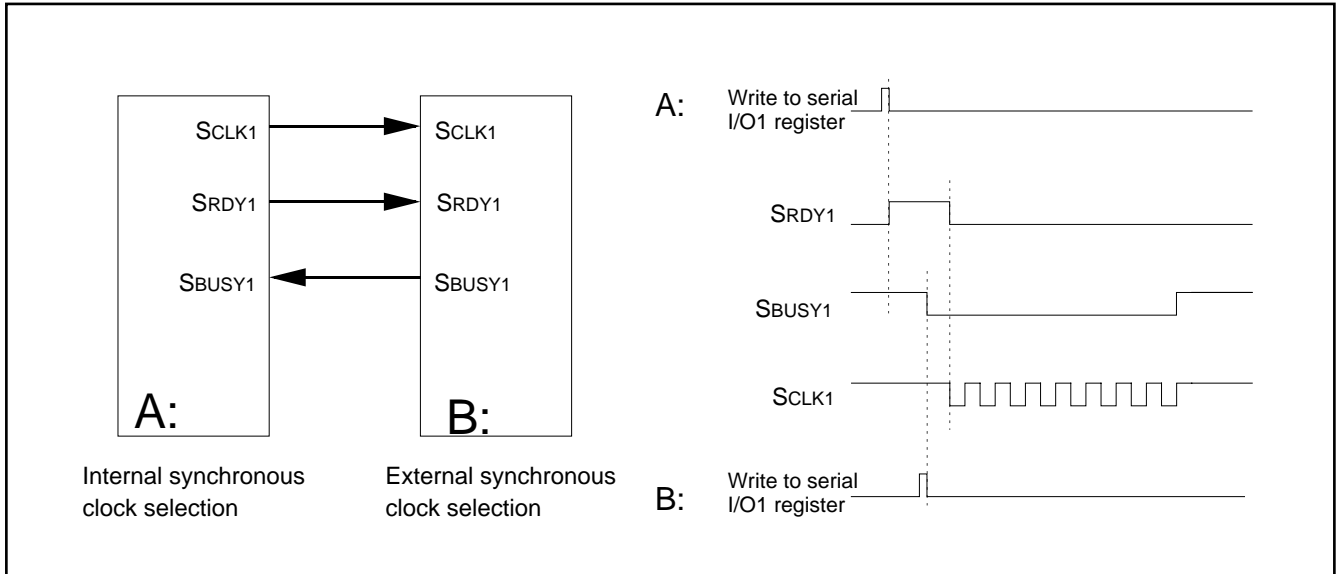 SCLK1
SRDY1
SBUSY1
A:
Internal synchronous
clock selection
SCLK1
SRDY1
SBUSY1
B:
External synchronous
clock selection
A:
Write to serial
I/O1 register
SRDY1
SBUSY1
SCLK1
B:
Write to serial
I/O1 register